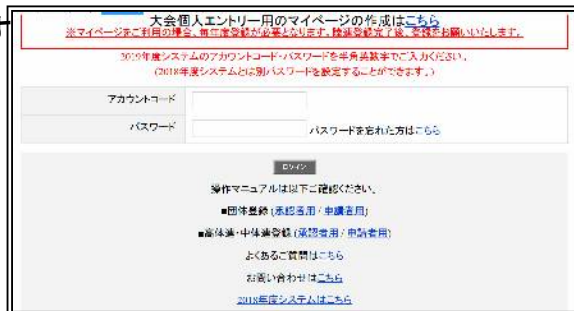 大会個人エントリー用のマイページの作成はこちら
※マイページをご利用の場合、毎年度登録が必要となります。陸連登録完了後、登録をお願いいたします。
2019年度システムのアカウントコード・パスワードを半角英数字でご入力ください。
(2018年度システムとは別パスワードを設定することができます。)
アカウントコード
パスワード
パスワードを忘れた方はこちら
ログイン
操作マニュアルは以下ご確認ください。
■団体登録 (承認者用 / 申請者用)
■高体連・中体連登録 (承認者用 / 申請者用)
よくあるご質問はこちら
お問い合わせはこちら
2018年度システムはこちら